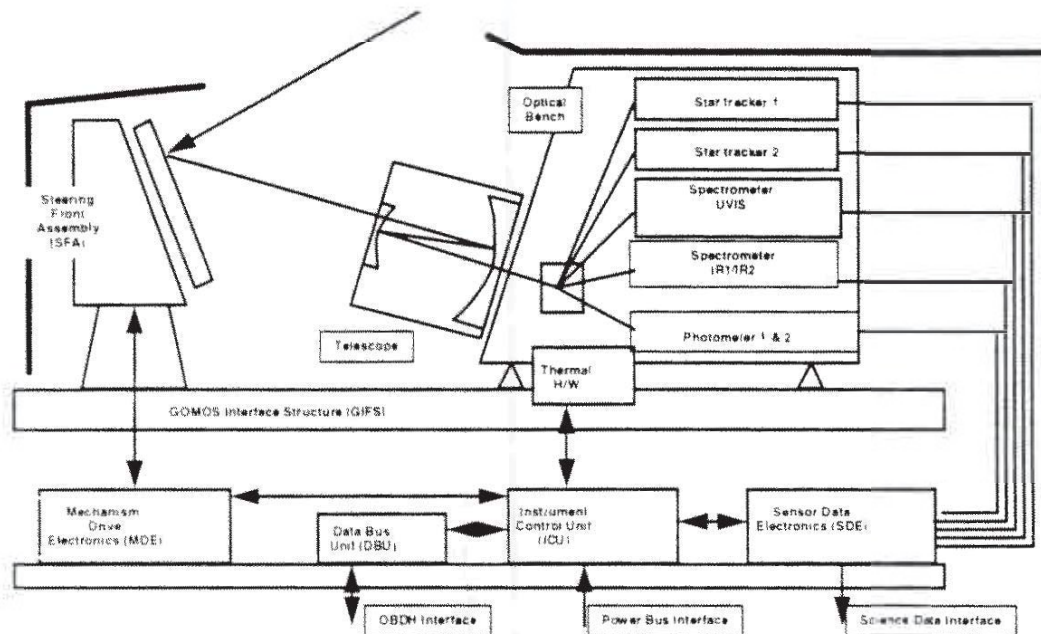 Optical
Bench
Star tracker 1
Star tracker 2
Spectrometer
UVIS
Spectrometer
IR1/IR2
Photometer 1 & 2
Steering
Front
Assembly
(SFA)
Telescope
Thermal
H/W
GOMOS Interface Structure (GIFS)
Mechanism
Drive
Electronics (MDE)
Data Bus
Unit (DBU)
Instrument
Control Unit
(ICU)
Sensor Data
Electronics (SDE)
OBDH Interface
Power Bus Interface
Science Data Interface